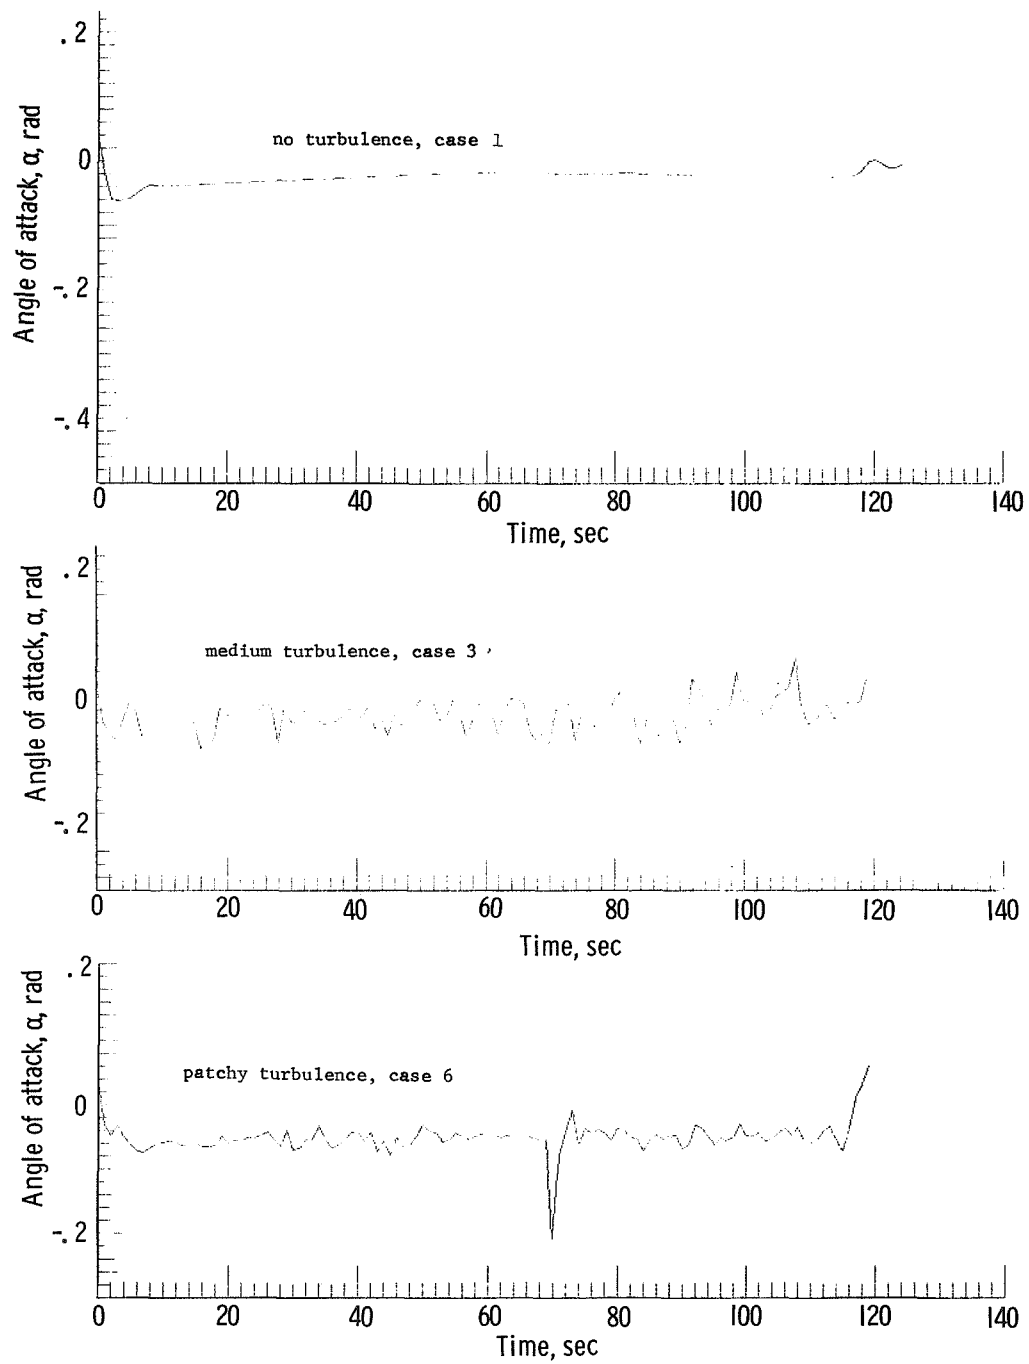 Angle of attack, α, rad
.2
0
-.2
-.4
no turbulence, case 1
0 20 40 60 80 100 120 140
Time, sec
Angle of attack, α, rad
.2
0
-.2
medium turbulence, case 3
0 20 40 60 80 100 120 140
Time, sec
Angle of attack, α, rad
.2
0
-.2
patchy turbulence, case 6
0 20 40 60 80 100 120 140
Time, sec